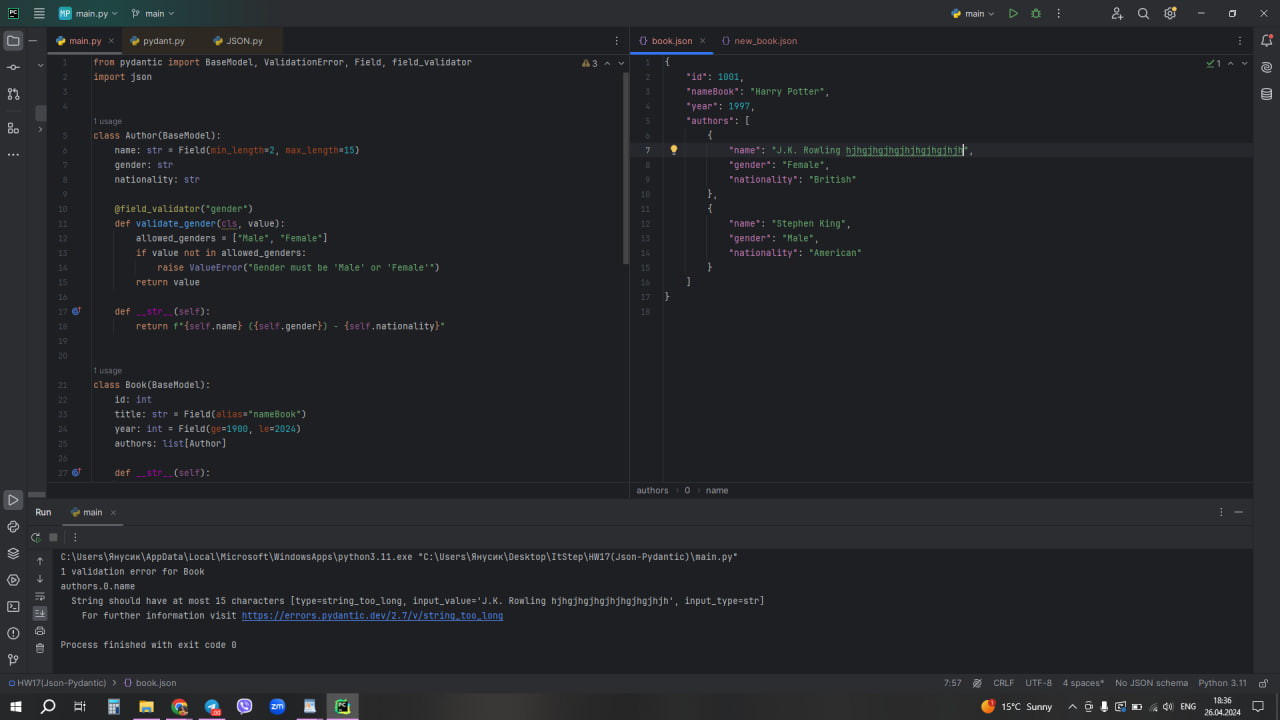 MP main.py main
main
main.py pydant.py JSON.py
book.json new_book.json
1 from pydantic import BaseModel, ValidationError, Field, field_validator
2 import json
3
4
1 usage
5 class Author(BaseModel):
6 name: str = Field(min_length=2, max_length=15)
7 gender: str
8 nationality: str
9
10 @field_validator("gender")
11 def validate_gender(cls, value):
12 allowed_genders = ["Male", "Female"]
13 if value not in allowed_genders:
14 raise ValueError("Gender must be 'Male' or 'Female'")
15 return value
16
17 def __str__(self):
18 return f"{self.name} ({self.gender}) - {self.nationality}"
19
20
1 usage
21 class Book(BaseModel):
22 id: int
23 title: str = Field(alias="nameBook")
24 year: int = Field(ge=1900, le=2024)
25 authors: list[Author]
26
27 def __str__(self):
3
1
1 {
2 "id": 1001,
3 "nameBook": "Harry Potter",
4 "year": 1997,
5 "authors": [
6 {
7 "name": "J.K. Rowling hjhgjhgjhgjhjhgjhgjhjh",
8 "gender": "Female",
9 "nationality": "British"
10 },
11 {
12 "name": "Stephen King",
13 "gender": "Male",
14 "nationality": "American"
15 }
16 ]
17 }
18
authors 0 name
Run main
C:\Users\Янусик\AppData\Local\Microsoft\WindowsApps\python3.11.exe "C:\Users\Янусик\Desktop\ItStep\HW17(Json-Pydantic)\main.py"
1 validation error for Book
authors.0.name
String should have at most 15 characters [type=string_too_long, input_value='J.K. Rowling hjhgjhgjhgjhjhgjhgjhjh', input_type=str]
For further information visit https://errors.pydantic.dev/2.7/v/string_too_long
Process finished with exit code 0
HW17(Json-Pydantic) book.json
7:57 CRLF UTF-8 4 spaces* No JSON schema Python 3.11
15°C Sunny ENG 18:36
26.04.2024